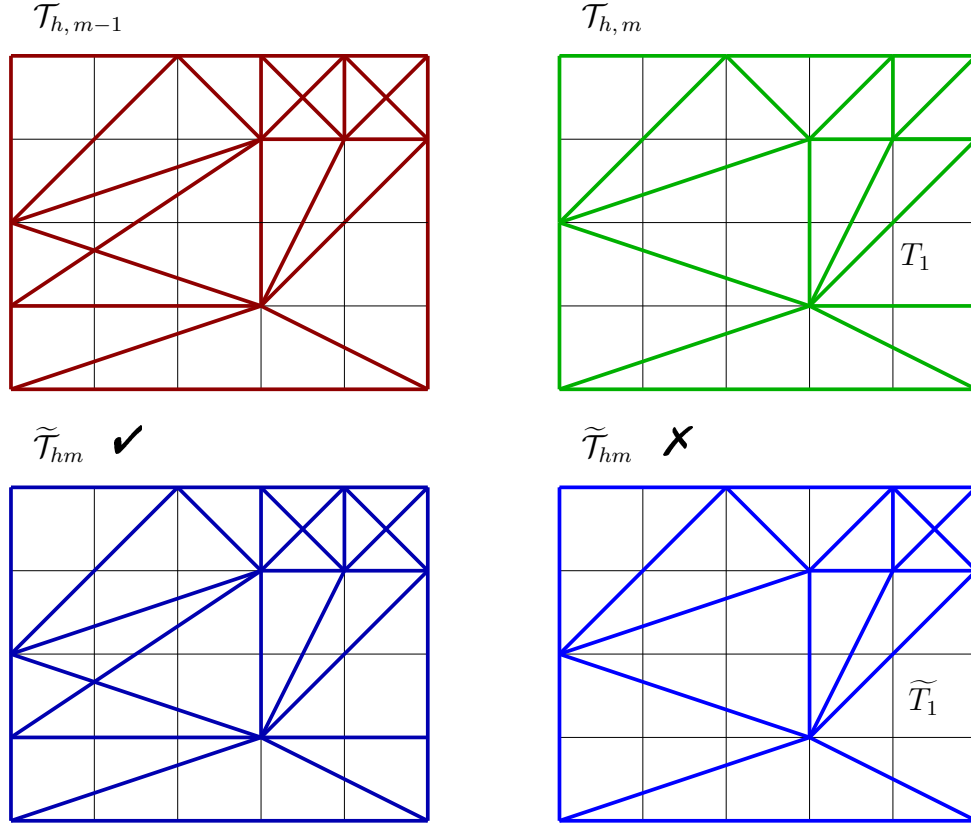 𝒯h, m−1
𝒯h, m
T1
𝒯̃hm ✓
𝒯̃hm ✗
T̃1